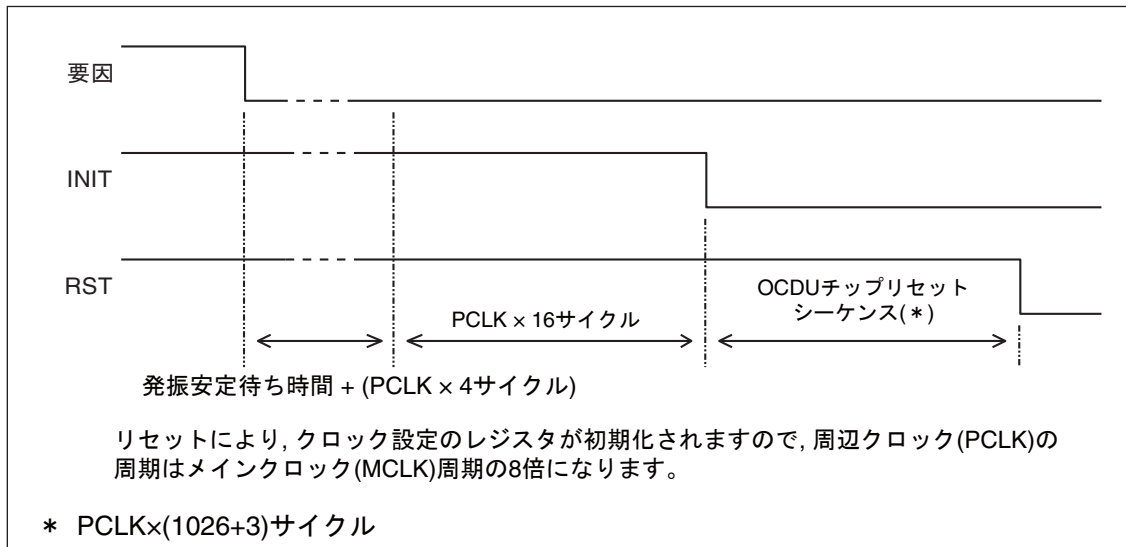 要因
INIT
RST
OCDUチップリセット
シーケンス(*)
PCLK × 16サイクル
発振安定待ち時間 + (PCLK × 4サイクル)
リセットにより, クロック設定のレジスタが初期化されますので, 周辺クロック(PCLK)の
周期はメインクロック(MCLK)周期の8倍になります。
* PCLK×(1026+3)サイクル